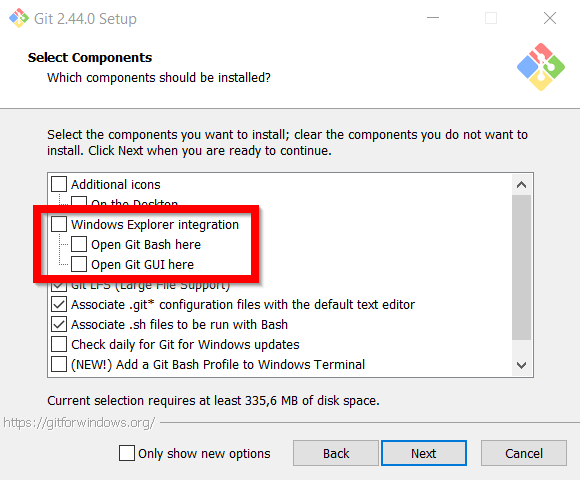 Git 2.44.0 Setup
Select Components
Which components should be installed?
Select the components you want to install; clear the components you do not want to
install. Click Next when you are ready to continue.
Additional icons
On the Desktop
Windows Explorer integration
Open Git Bash here
Open Git GUI here
Git LFS (Large File Support)
Associate .git* configuration files with the default text editor
Associate .sh files to be run with Bash
Check daily for Git for Windows updates
(NEW!) Add a Git Bash Profile to Windows Terminal
Current selection requires at least 335,6 MB of disk space.
https://gitforwindows.org/
Only show new options
Back
Next
Cancel